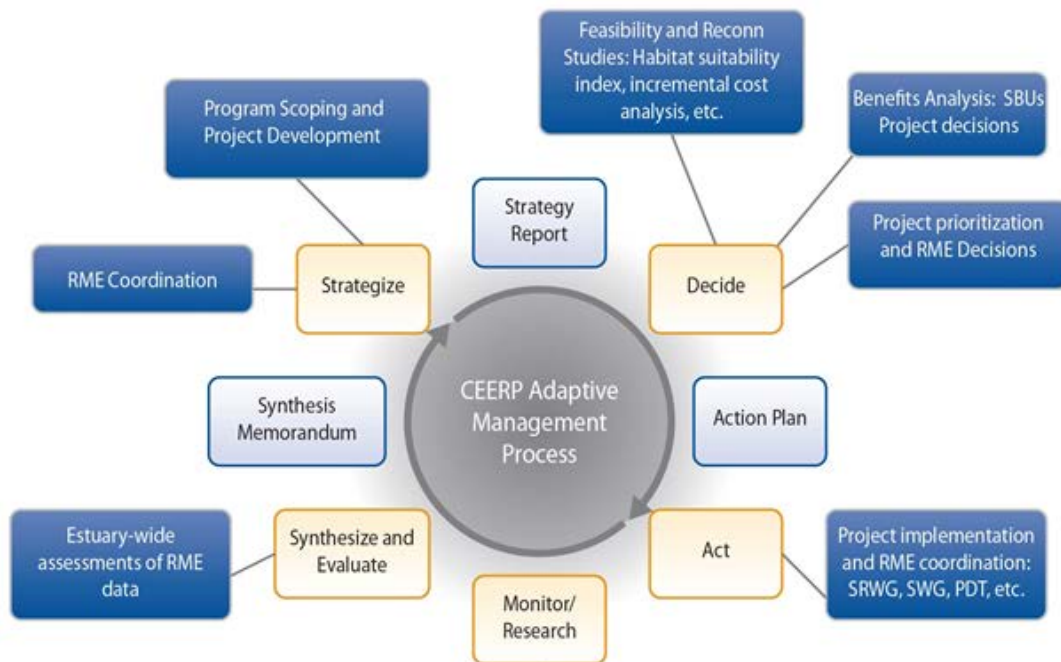 Feasibility and Reconn
Studies: Habitat suitability
index, incremental cost
analysis, etc.
Program Scoping and
Project Development
Benefits Analysis: SBUs
Project decisions
Strategy
Report
Project prioritization
and RME Decisions
RME Coordination
Strategize
Decide
CEERP Adaptive
Management
Process
Synthesis
Memorandum
Action Plan
Estuary-wide
assessments of RME
data
Synthesize and
Evaluate
Act
Project implementation
and RME coordination:
SRWG, SWG, PDT, etc.
Monitor/
Research